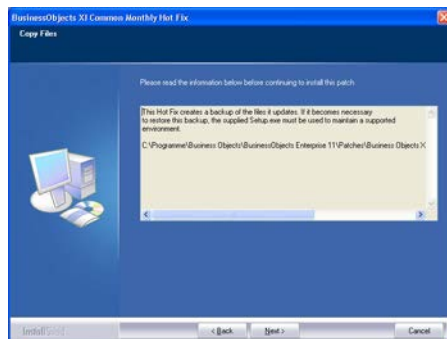 BusinessObjects XI Common Monthly Hot Fix
Copy Files
Please read the information below before continuing to install this patch
This Hot Fix creates a backup of the files it updates. If it becomes necessary
to restore this backup, the supplied Setup.exe must be used to maintain a supported
environment.
C:\Programme\Business Objects\BusinessObjects Enterprise 11\Patches\Business Objects X
InstallShield
< Back
Next >
Cancel